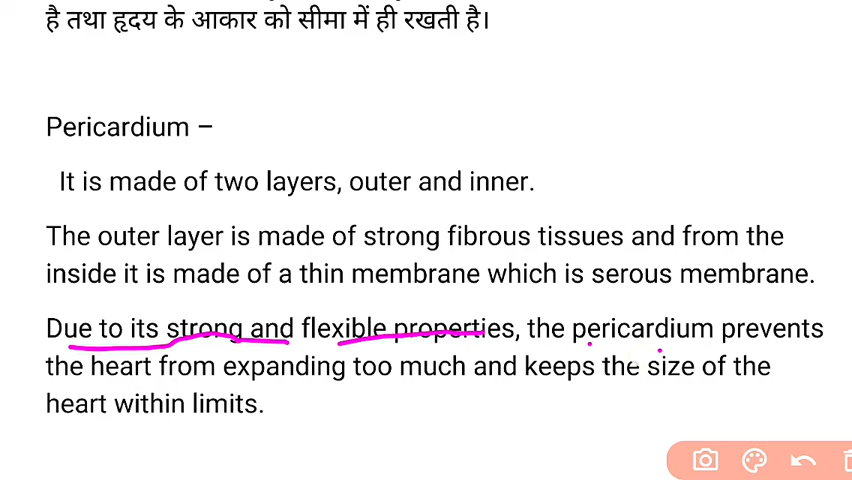 है तथा हृदय के आकार को सीमा में ही रखती है।
Pericardium –
It is made of two layers, outer and inner.
The outer layer is made of strong fibrous tissues and from the
inside it is made of a thin membrane which is serous membrane.
Due to its strong and flexible properties, the pericardium prevents
the heart from expanding too much and keeps the size of the
heart within limits.